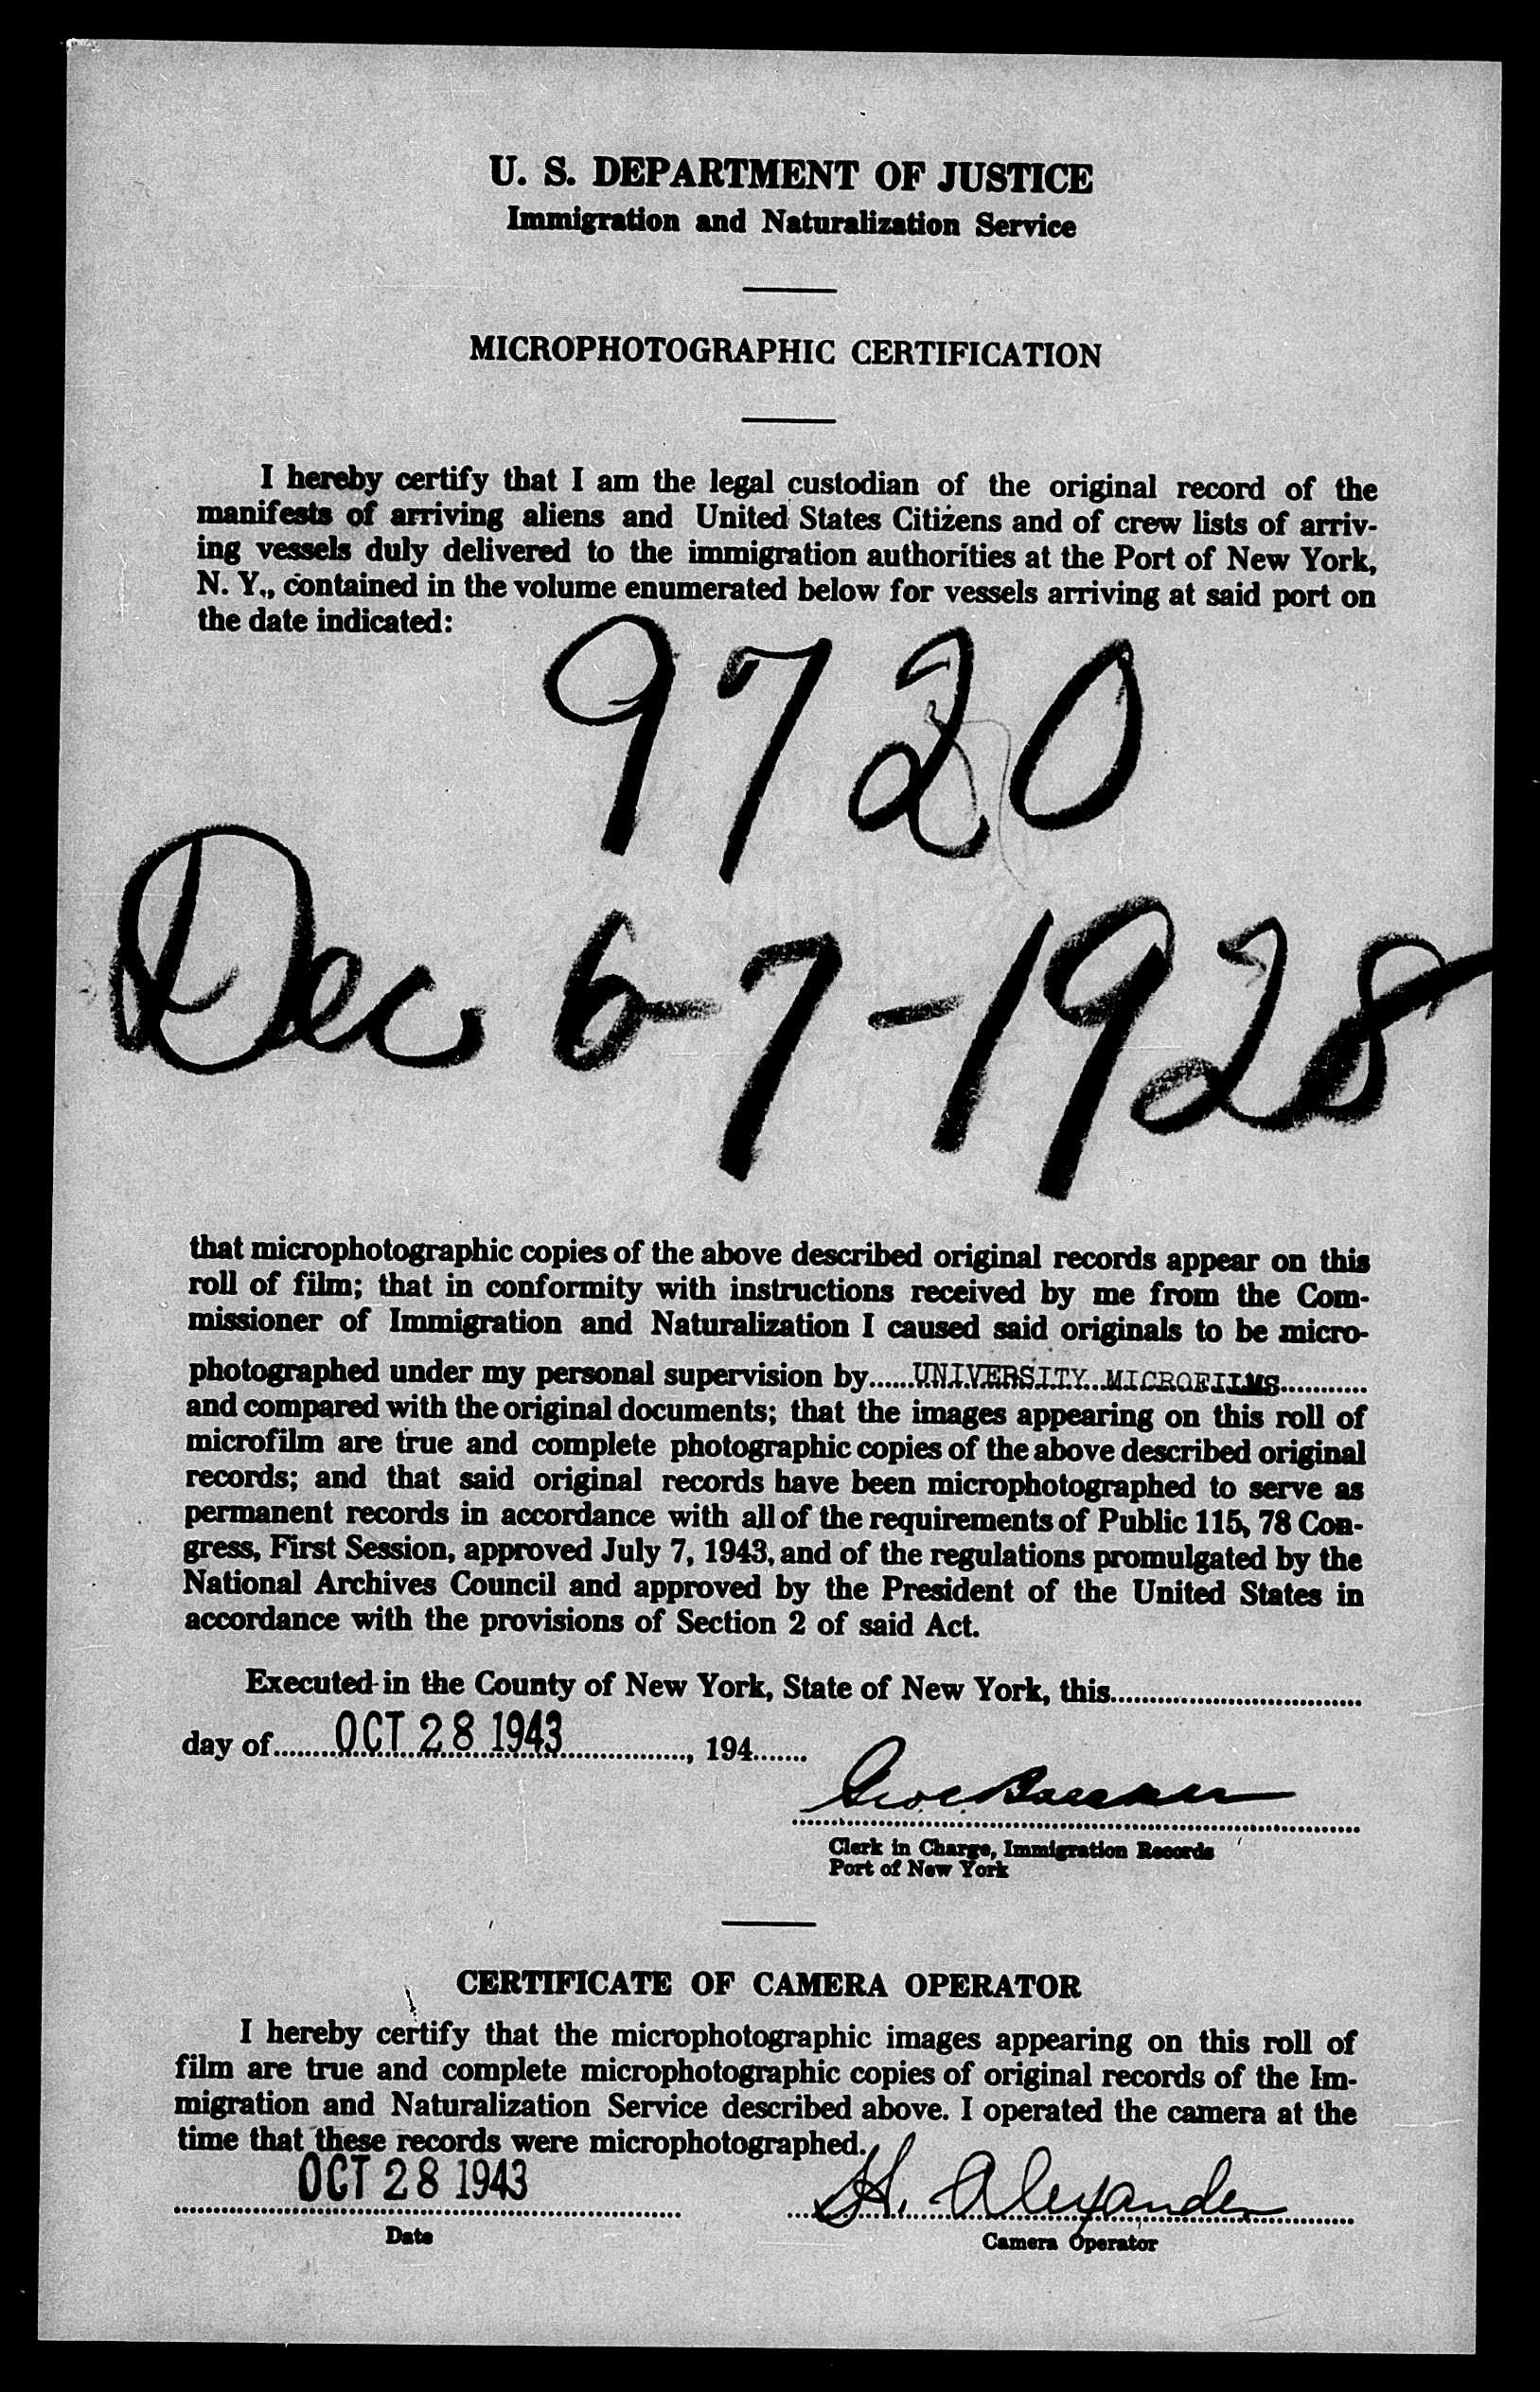 U. S. DEPARTMENT OF JUSTICE
Immigration and Naturalization Service
MICROPHOTOGRAPHIC CERTIFICATION
I hereby certify that I am the legal custodian of the original record of the
manifests of arriving aliens and United States Citizens and of crew lists of arriv-
ing vessels duly delivered to the immigration authorities at the Port of New York,
N. Y., contained in the volume enumerated below for vessels arriving at said port on
the date indicated:
9720
Dec 6-7-1928
that microphotographic copies of the above described original records appear on this
roll of film; that in conformity with instructions received by me from the Com-
missioner of Immigration and Naturalization I caused said originals to be micro-
photographed under my personal supervision by......UNIVERSITY MICROFILMS...........
and compared with the original documents; that the images appearing on this roll of
microfilm are true and complete photographic copies of the above described original
records; and that said original records have been microphotographed to serve as
permanent records in accordance with all of the requirements of Public 115, 78 Con-
gress, First Session, approved July 7, 1943, and of the regulations promulgated by the
National Archives Council and approved by the President of the United States in
accordance with the provisions of Section 2 of said Act.
Executed in the County of New York, State of New York, this................................
day of........OCT 28 1943................, 194.......
Clerk in Charge, Immigration Records
Port of New York
CERTIFICATE OF CAMERA OPERATOR
I hereby certify that the microphotographic images appearing on this roll of
film are true and complete microphotographic copies of original records of the Im-
migration and Naturalization Service described above. I operated the camera at the
time that these records were microphotographed.
OCT 28 1943 H. Alexander
Date Camera Operator